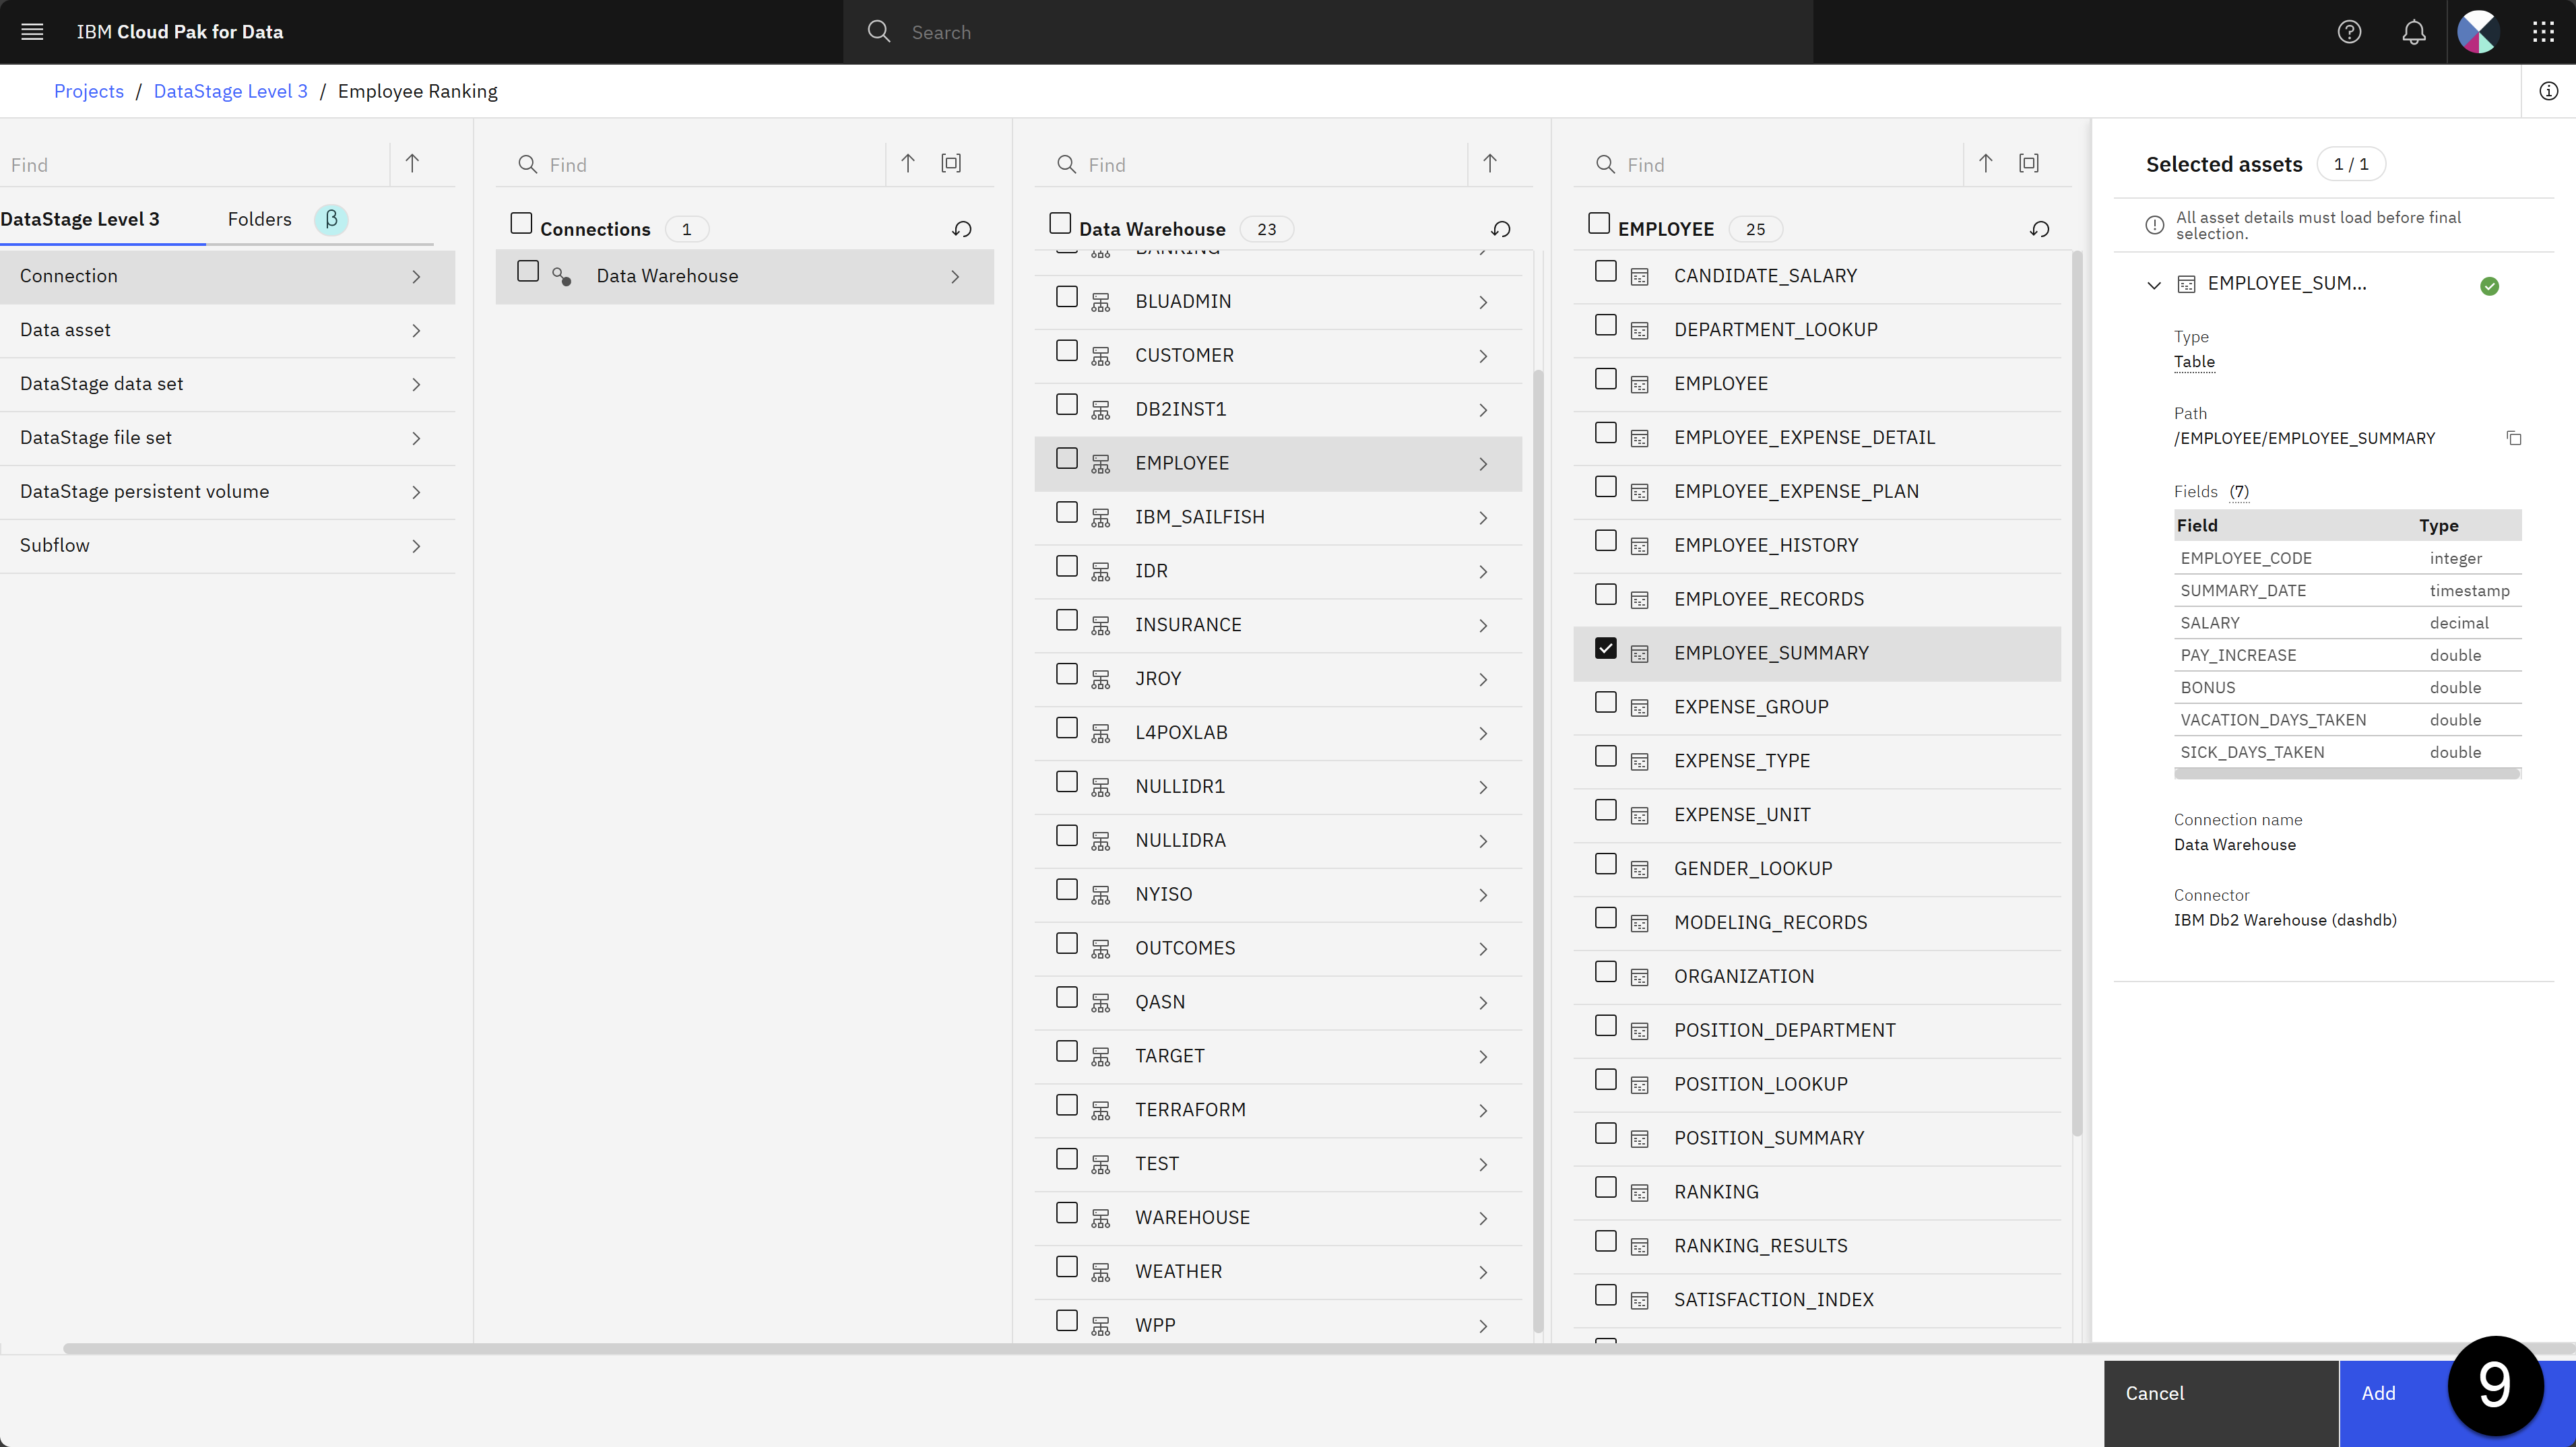 IBM Cloud Pak for Data
Search
Projects / DataStage Level 3 / Employee Ranking
Find
DataStage Level 3
Folders β
Connection
Data asset
DataStage data set
DataStage file set
DataStage persistent volume
Subflow
Find
Connections 1
Data Warehouse
Find
Data Warehouse 23
BANKING
BLUADMIN
CUSTOMER
DB2INST1
EMPLOYEE
IBM_SAILFISH
IDR
INSURANCE
JROY
L4POXLAB
NULLIDR1
NULLIDRA
NYISO
OUTCOMES
QASN
TARGET
TERRAFORM
TEST
WAREHOUSE
WEATHER
WPP
Find
EMPLOYEE 25
CANDIDATE_SALARY
DEPARTMENT_LOOKUP
EMPLOYEE
EMPLOYEE_EXPENSE_DETAIL
EMPLOYEE_EXPENSE_PLAN
EMPLOYEE_HISTORY
EMPLOYEE_RECORDS
EMPLOYEE_SUMMARY
EXPENSE_GROUP
EXPENSE_TYPE
EXPENSE_UNIT
GENDER_LOOKUP
MODELING_RECORDS
ORGANIZATION
POSITION_DEPARTMENT
POSITION_LOOKUP
POSITION_SUMMARY
RANKING
RANKING_RESULTS
SATISFACTION_INDEX
Selected assets 1 / 1
All asset details must load before final
selection.
EMPLOYEE_SUM...
Type
Table
Path
/EMPLOYEE/EMPLOYEE_SUMMARY
Fields (7)
Field Type
EMPLOYEE_CODE integer
SUMMARY_DATE timestamp
SALARY decimal
PAY_INCREASE double
BONUS double
VACATION_DAYS_TAKEN double
SICK_DAYS_TAKEN double
Connection name
Data Warehouse
Connector
IBM Db2 Warehouse (dashdb)
Cancel
Add
9